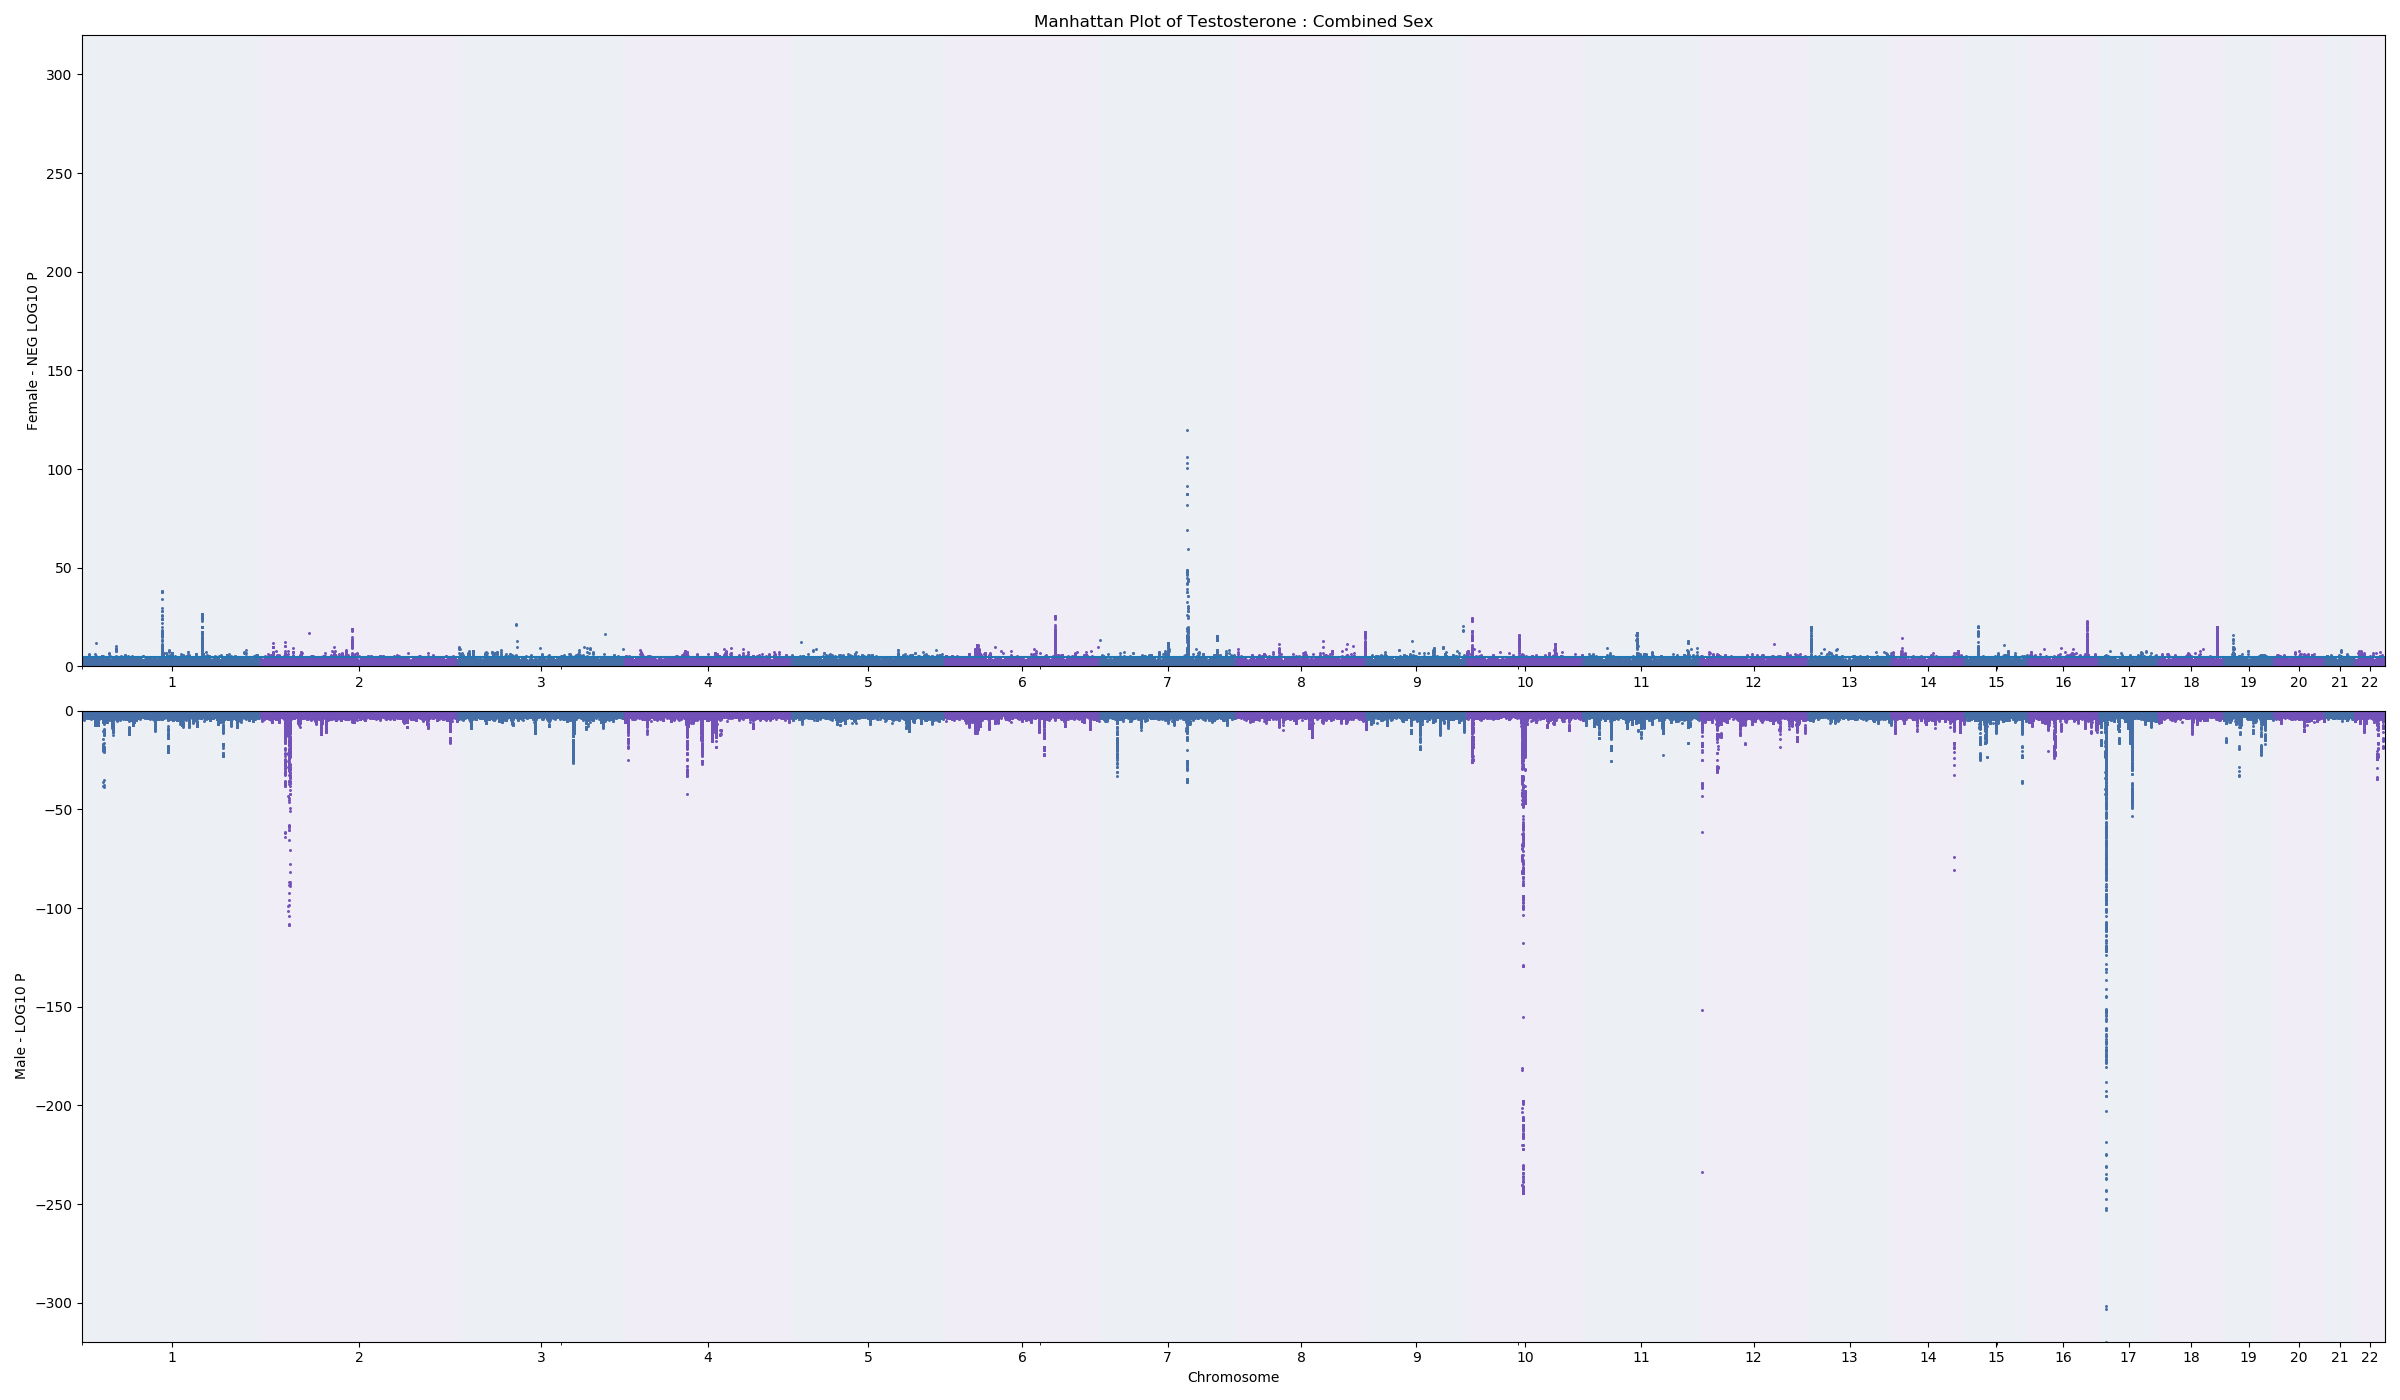 Manhattan Plot of Testosterone : Combined Sex
Female - NEG LOG10 P
300
250
200
150
100
50
0
1 2 3 4 5 6 7 8 9 10 11 12 13 14 15 16 17 18 19 20 21 22
Male - LOG10 P
0
−50
−100
−150
−200
−250
−300
1 2 3 4 5 6 7 8 9 10 11 12 13 14 15 16 17 18 19 20 21 22
Chromosome